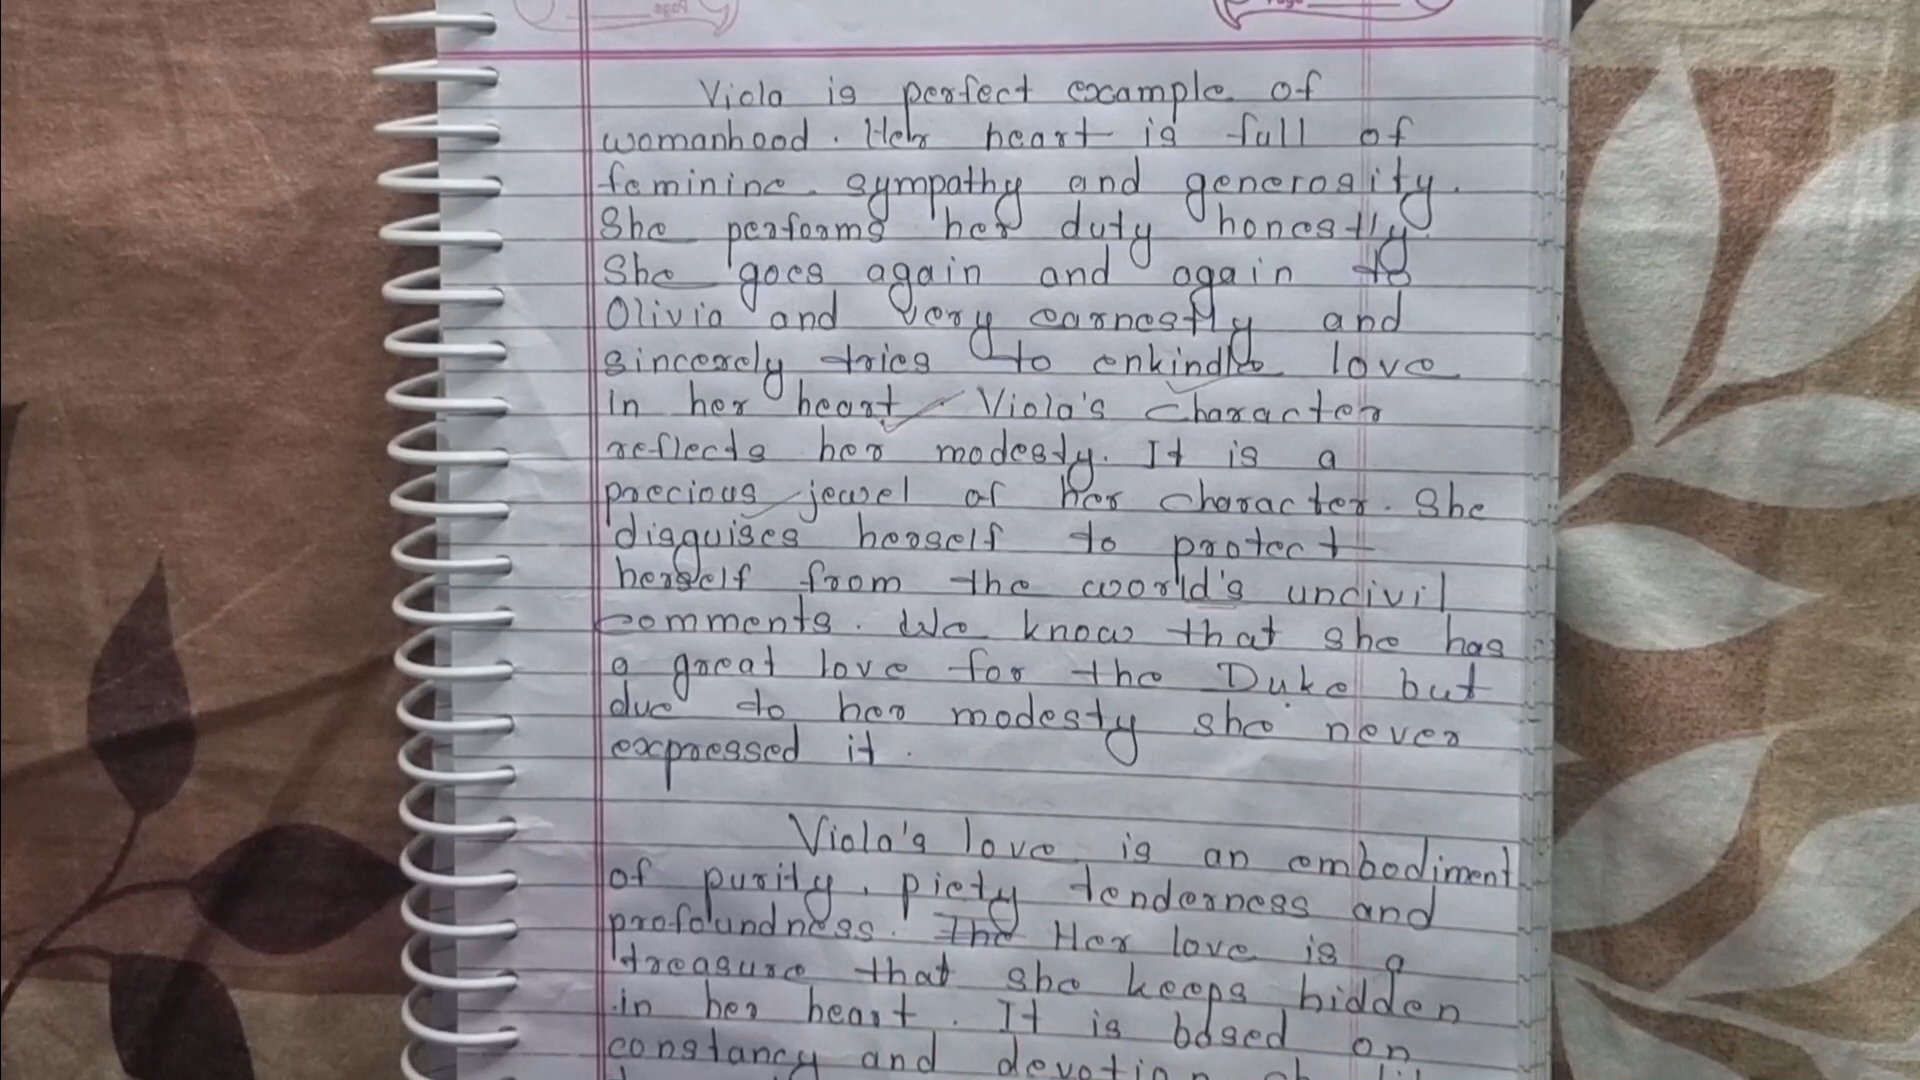 Viola is perfect example of
womanhood. Her heart is full of
feminine sympathy and generosity.
She performs her duty honestly.
She goes again and again to
Olivia and very earnestly and
sincerely tries to enkindle love
in her heart. Viola's character
reflects her modesty. It is a
precious jewel of her character. She
disguises herself to protect
herself from the world's uncivil
comments. We know that she has
a great love for the Duke but
due to her modesty she never
expressed it.
Viola's love is an embodiment
of purity, piety tenderness and
profoundness. The Her love is a
treasure that she keeps hidden
in her heart. It is based on
constancy and devotion